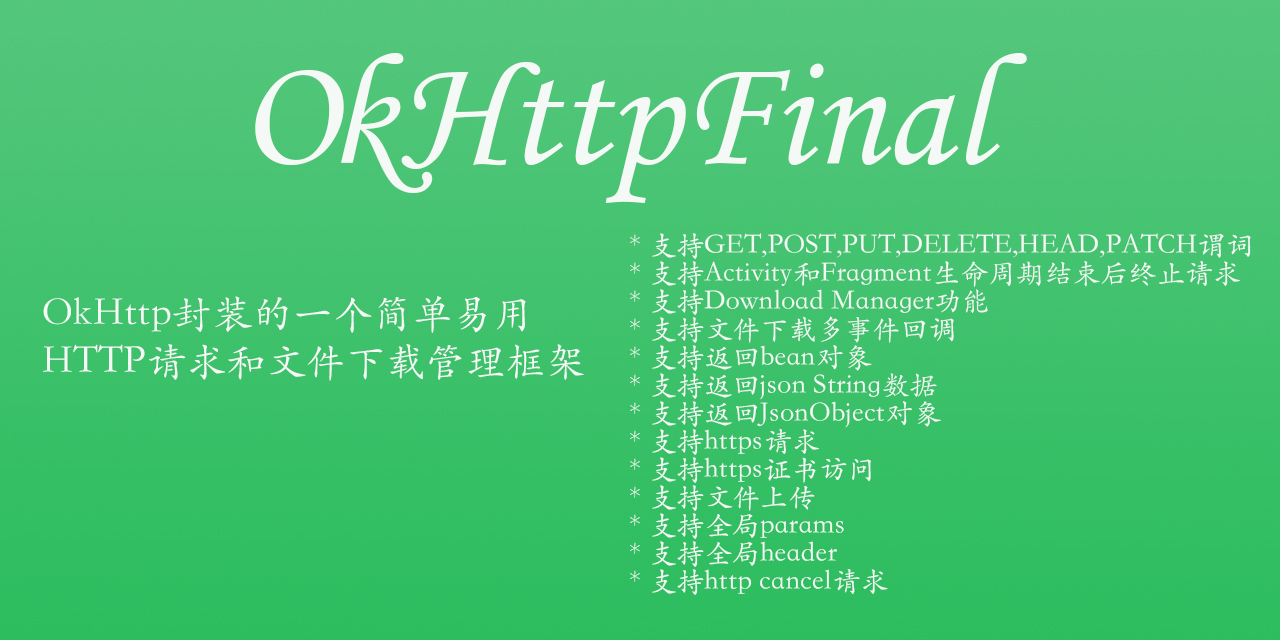 OkHttpFinal
OkHttp封装的一个简单易用
HTTP请求和文件下载管理框架
* 支持GET,POST,PUT,DELETE,HEAD,PATCH谓词
* 支持Activity和Fragment生命周期结束后终止请求
* 支持Download Manager功能
* 支持文件下载多事件回调
* 支持返回bean对象
* 支持返回json String数据
* 支持返回JsonObject对象
* 支持https请求
* 支持https证书访问
* 支持文件上传
* 支持全局params
* 支持全局header
* 支持http cancel请求